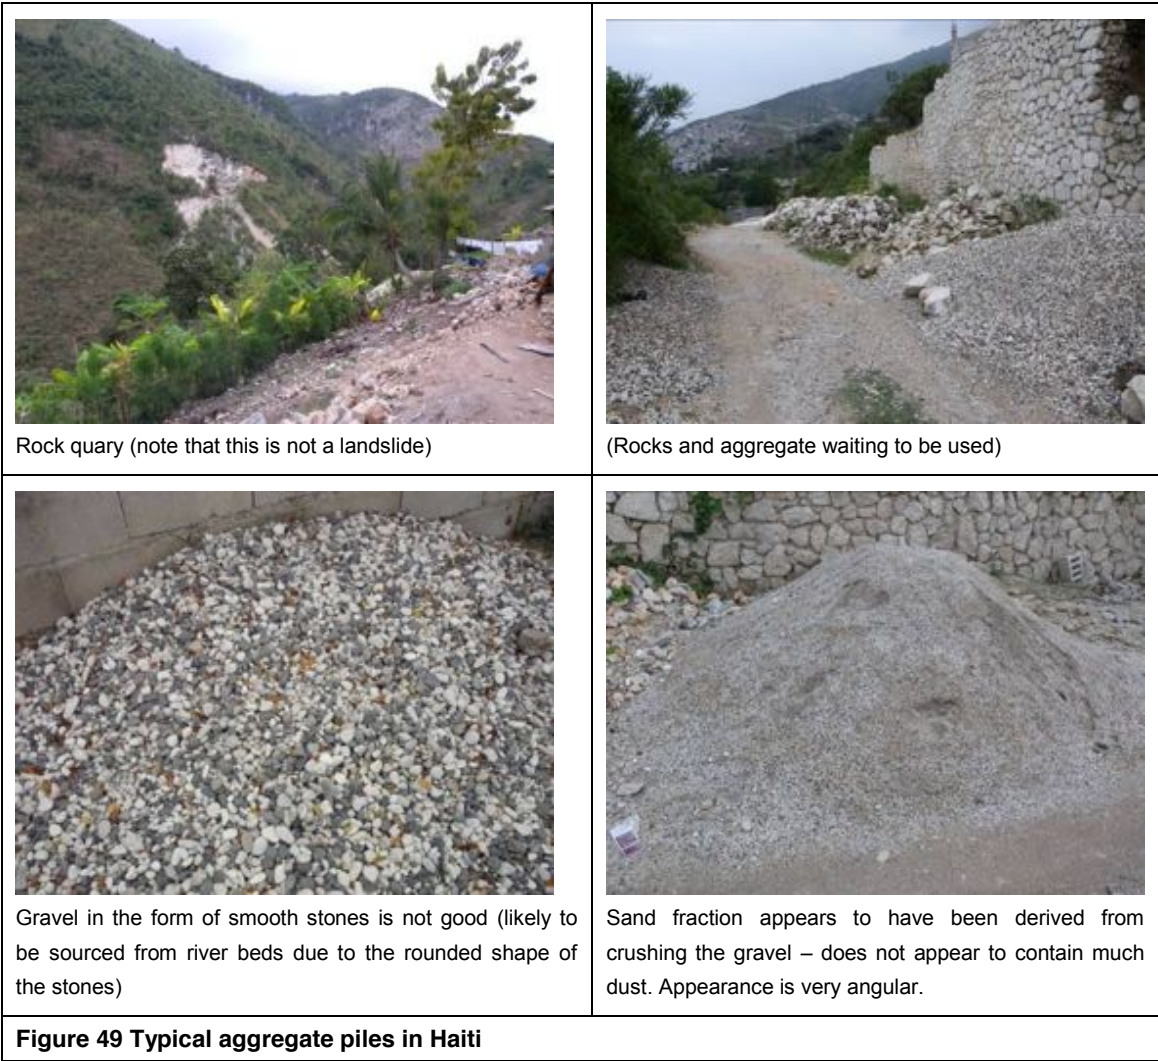 Rock quary (note that this is not a landslide)
(Rocks and aggregate waiting to be used)
Gravel in the form of smooth stones is not good (likely to
be sourced from river beds due to the rounded shape of
the stones)
Sand fraction appears to have been derived from
crushing the gravel – does not appear to contain much
dust. Appearance is very angular.
Figure 49 Typical aggregate piles in Haiti